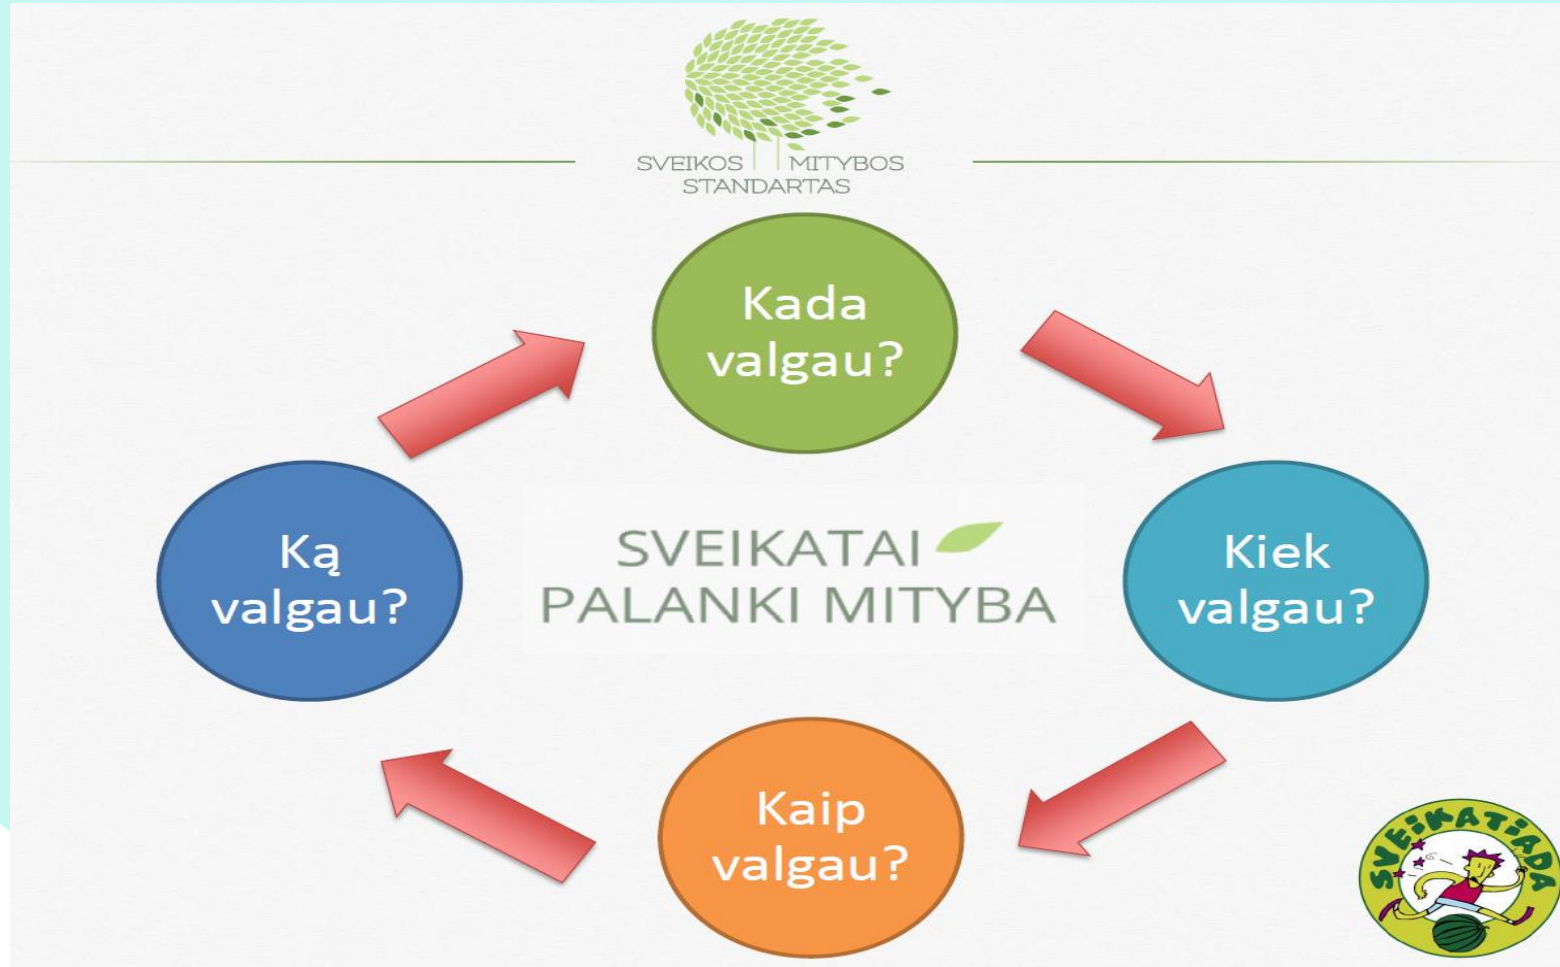 SVEIKOS MITYBOS
STANDARTAS
Kada
valgau?
Ką
valgau?
SVEIKATAI
PALANKI MITYBA
Kiek
valgau?
Kaip
valgau?
SVEIKATIADA